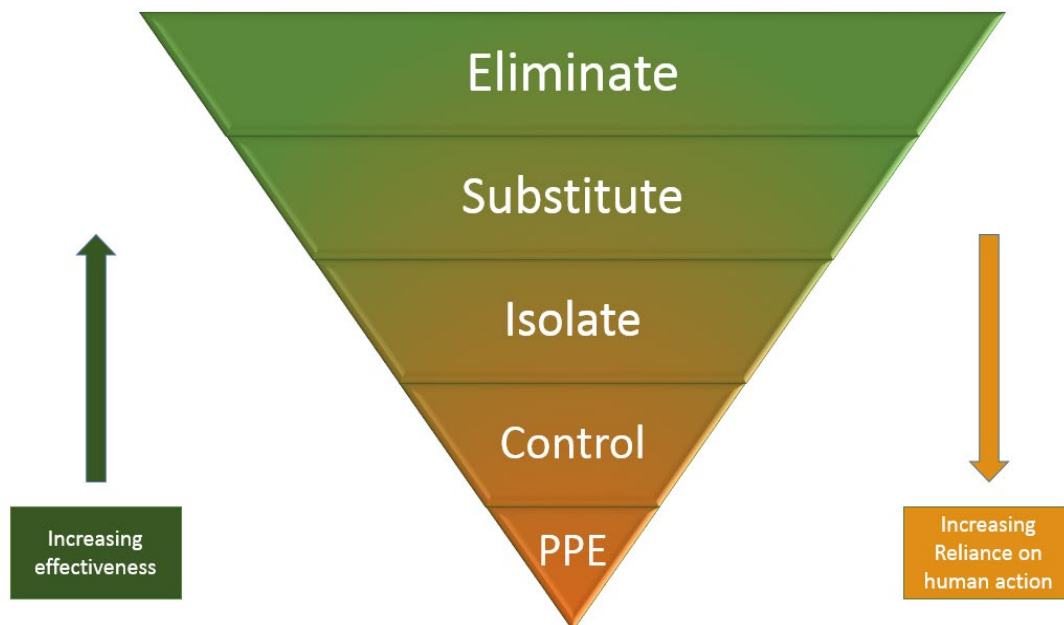 Eliminate
Substitute
Isolate
Control
PPE
Increasing
effectiveness
Increasing
Reliance on
human action